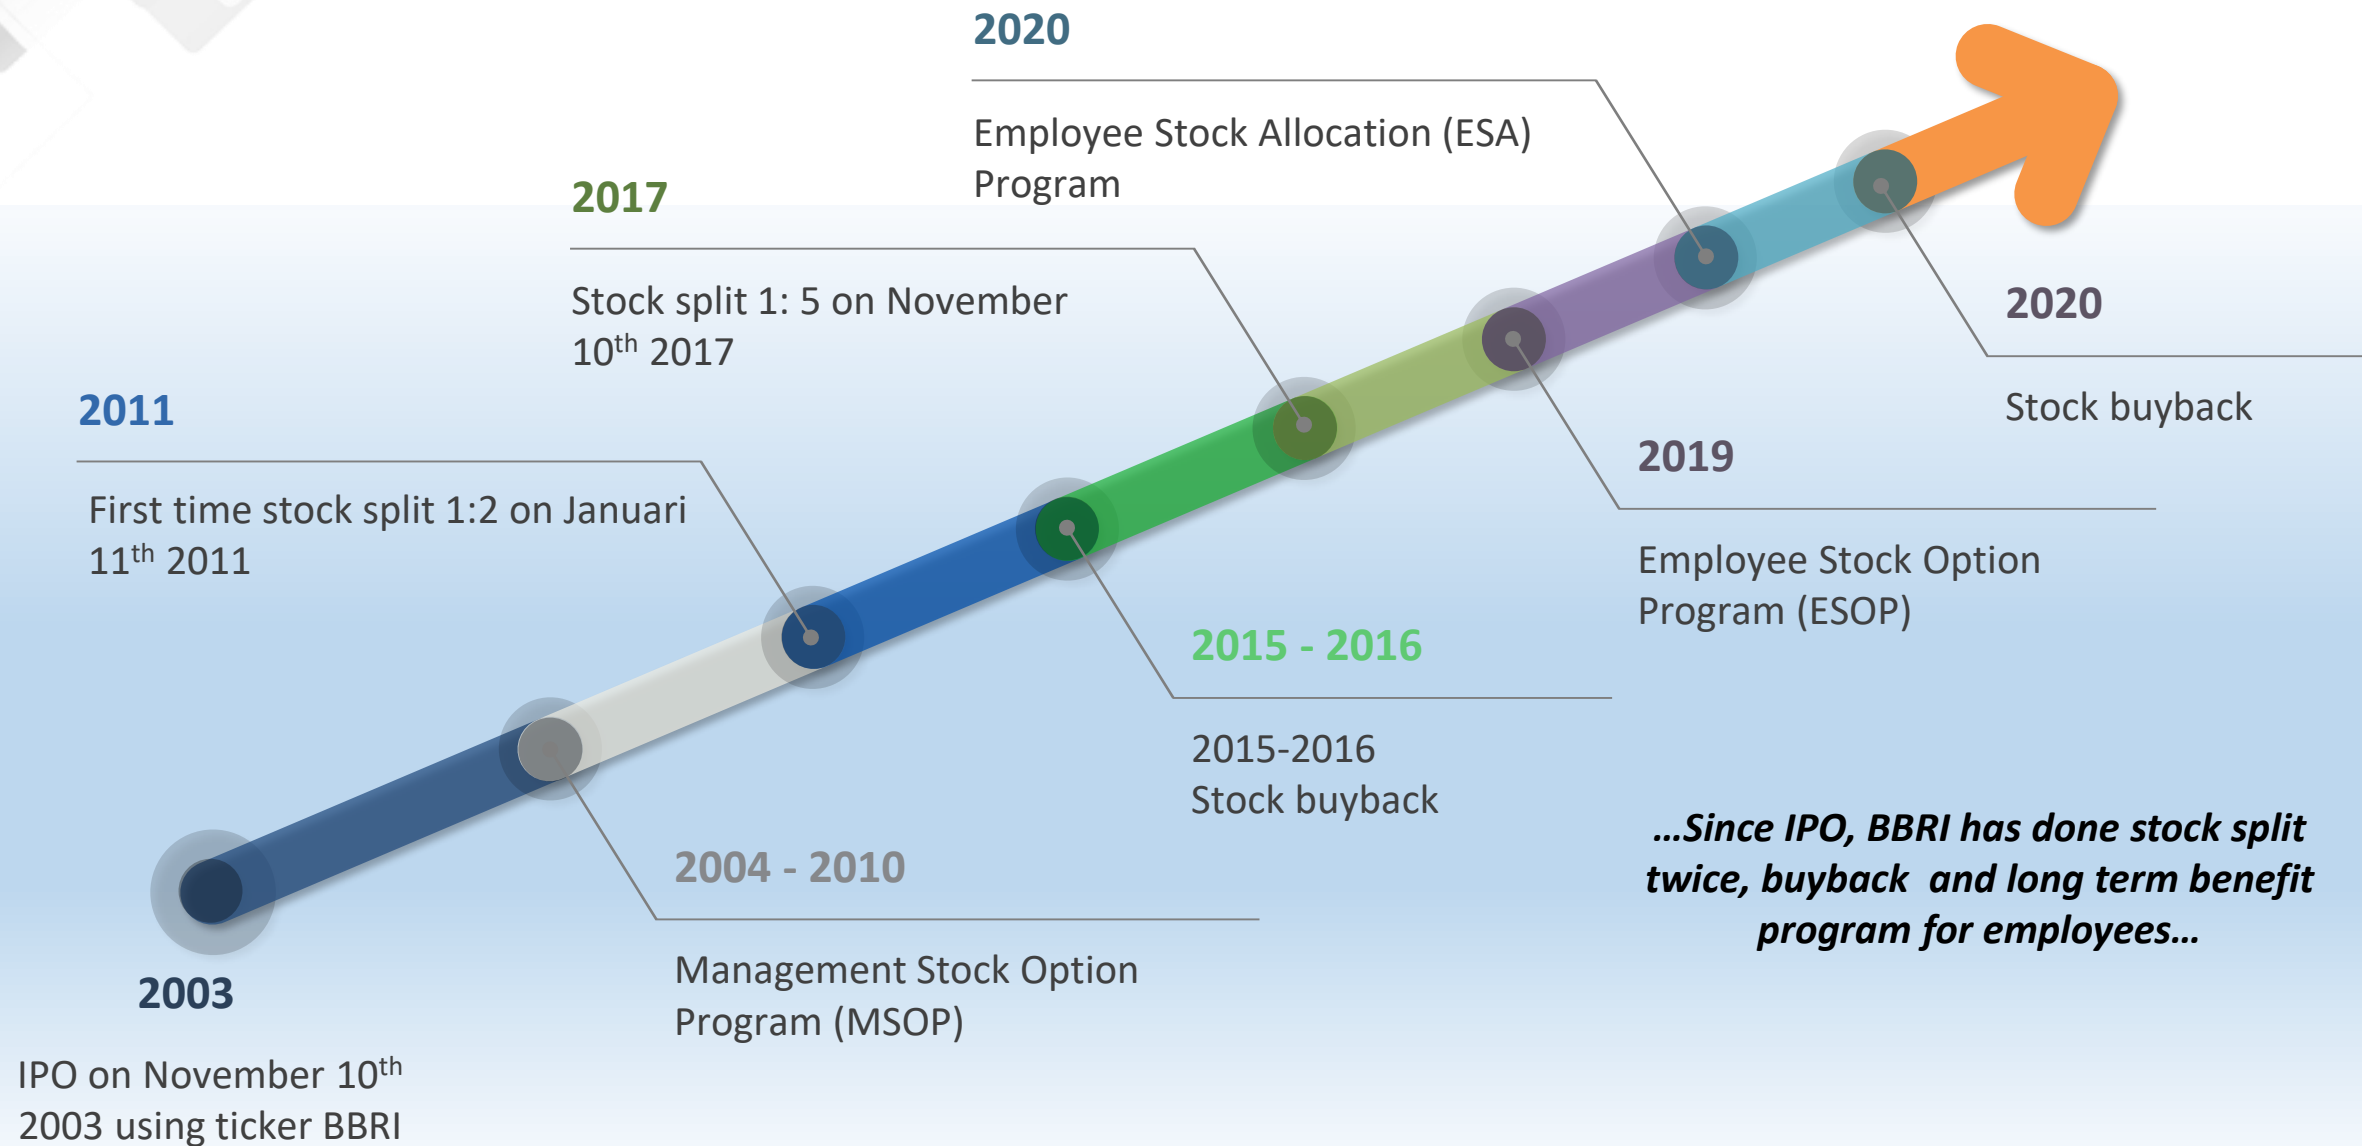 2020
Employee Stock Allocation (ESA)
Program
2017
Stock split 1: 5 on November
10th 2017
2011
First time stock split 1:2 on Januari
11th 2011
2020
Stock buyback
2019
Employee Stock Option
Program (ESOP)
2015 - 2016
2015-2016
Stock buyback
2004 - 2010
Management Stock Option
Program (MSOP)
2003
IPO on November 10th
2003 using ticker BBRI
...Since IPO, BBRI has done stock split
twice, buyback and long term benefit
program for employees...